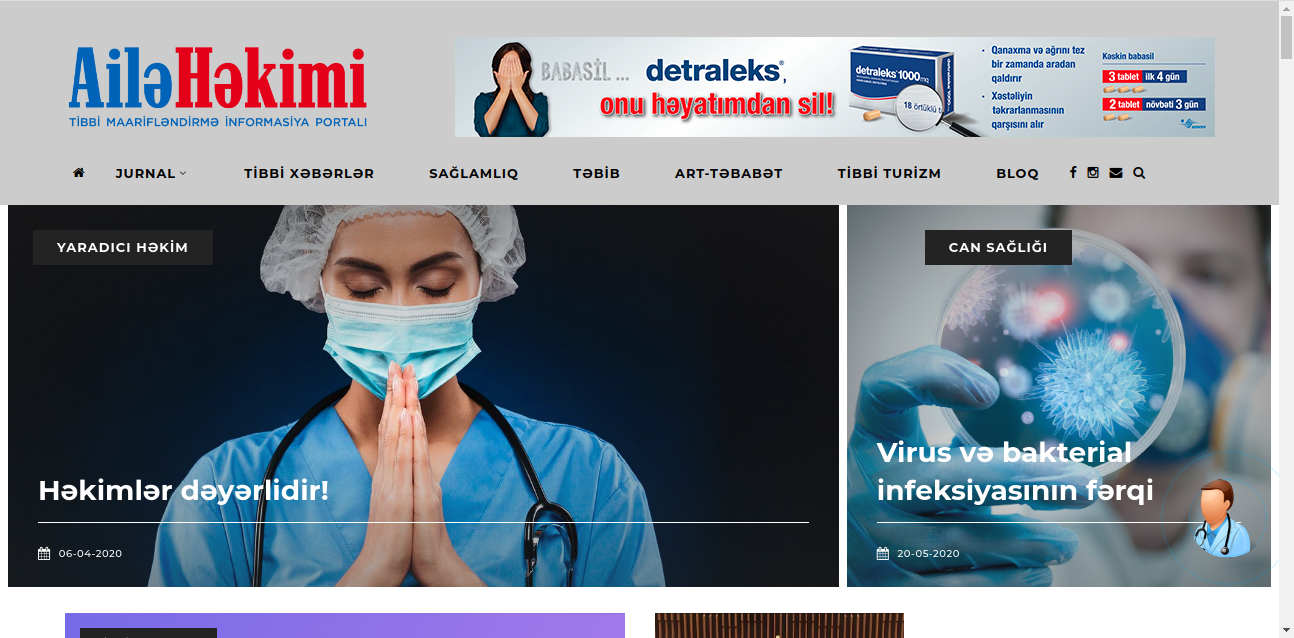 AiləHəkimi
TİBBİ MAARİFLƏNDİRMƏ İNFORMASİYA PORTALI
BABASİL ... detraleks®,
onu həyatımdan sil!
detraleks® 1000mg
18 örtüklü t
• Qanaxma və ağrını tez
bir zamanda aradan
qaldırır
• Xəstəliyin
təkrarlanmasının
qarşısını alır
Kəskin babasil
3 tablet ilk 4 gün
2 tablet növbəti 3 gün
JURNAL
TİBBİ XƏBƏRLƏR
SAĞLAMLIQ
TƏBİB
ART-TƏBABƏT
TİBBİ TURİZM
BLOQ
YARADICI HƏKİM
Həkimlər dəyərlidir!
06-04-2020
CAN SAĞLIĞI
Virus və bakterial
infeksiyasının fərqi
20-05-2020